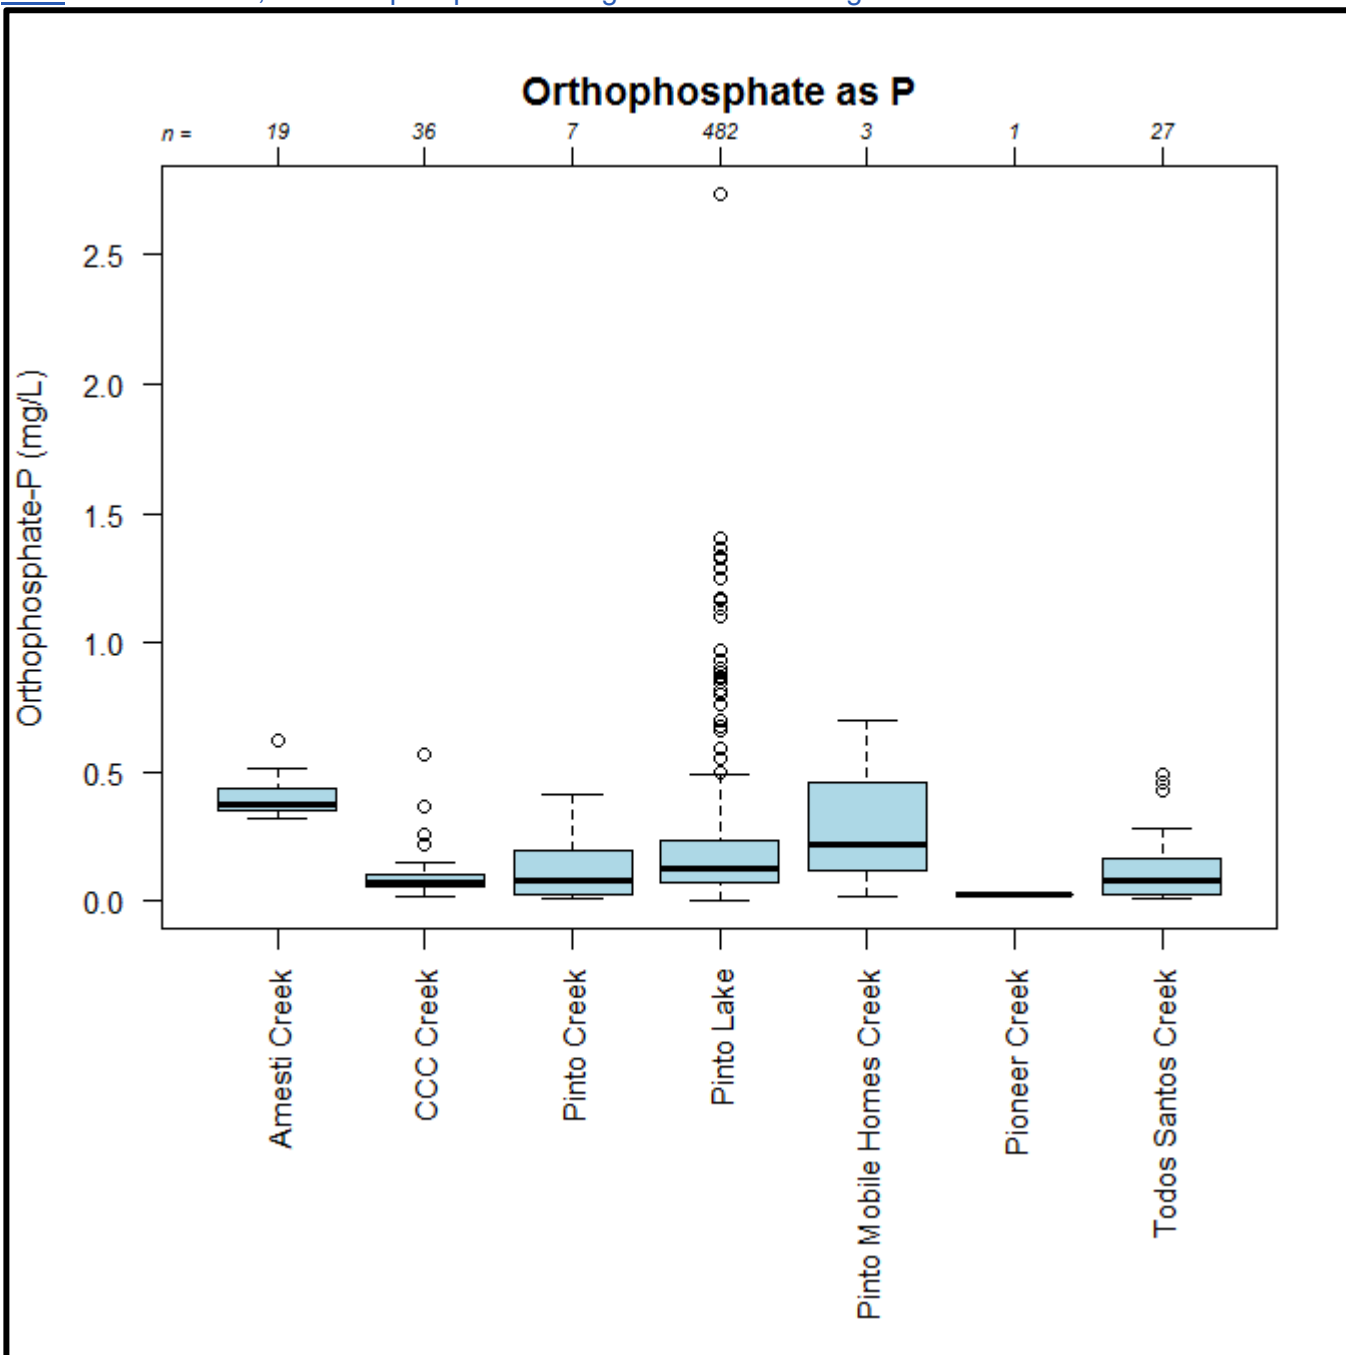 Orthophosphate as P
n = 19 36 7 482 3 1 27
Orthophosphate-P (mg/L)
2.5
2.0
1.5
1.0
0.5
0.0
Amesti Creek
CCC Creek
Pinto Creek
Pinto Lake
Pinto Mobile Homes Creek
Pioneer Creek
Todos Santos Creek